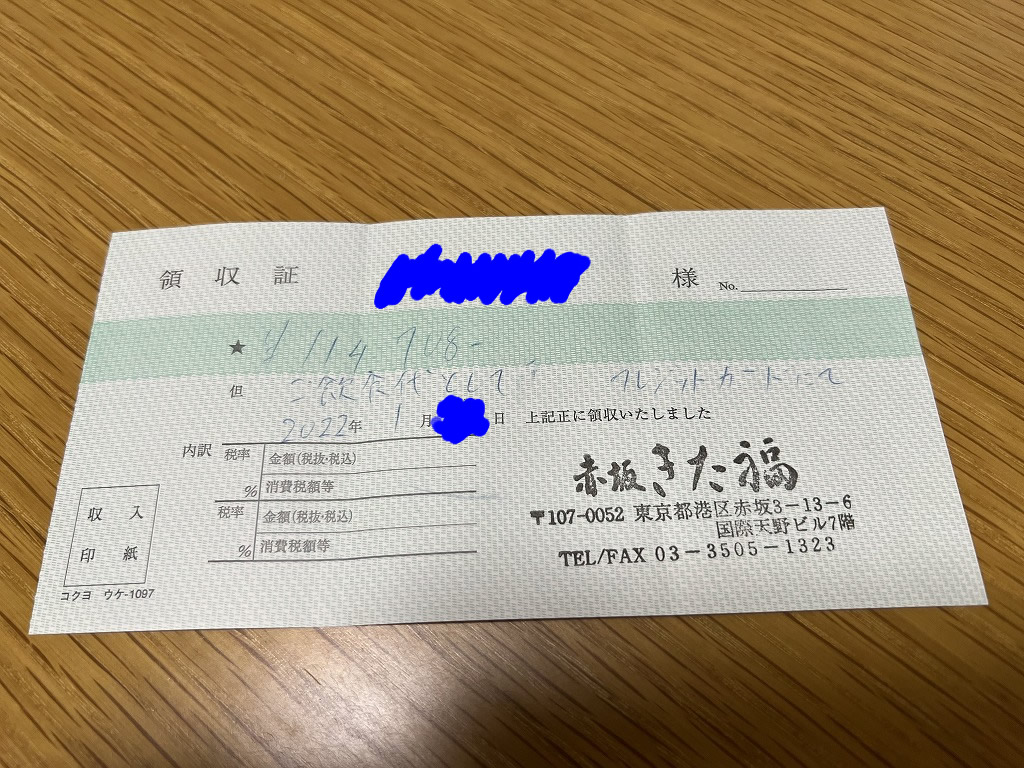 領収証 様 No.
★ ¥114,708-
但 ご飲食代として クレジットカードにて
2022年 1月 日 上記正に領収いたしました
内訳 税率 金額(税抜・税込)
% 消費税額等
税率 金額(税抜・税込)
% 消費税額等
収入
印紙
コクヨ ウケ-1097
赤坂きた福
〒107-0052 東京都港区赤坂3-13-6
国際天野ビル7階
TEL/FAX 03-3505-1323